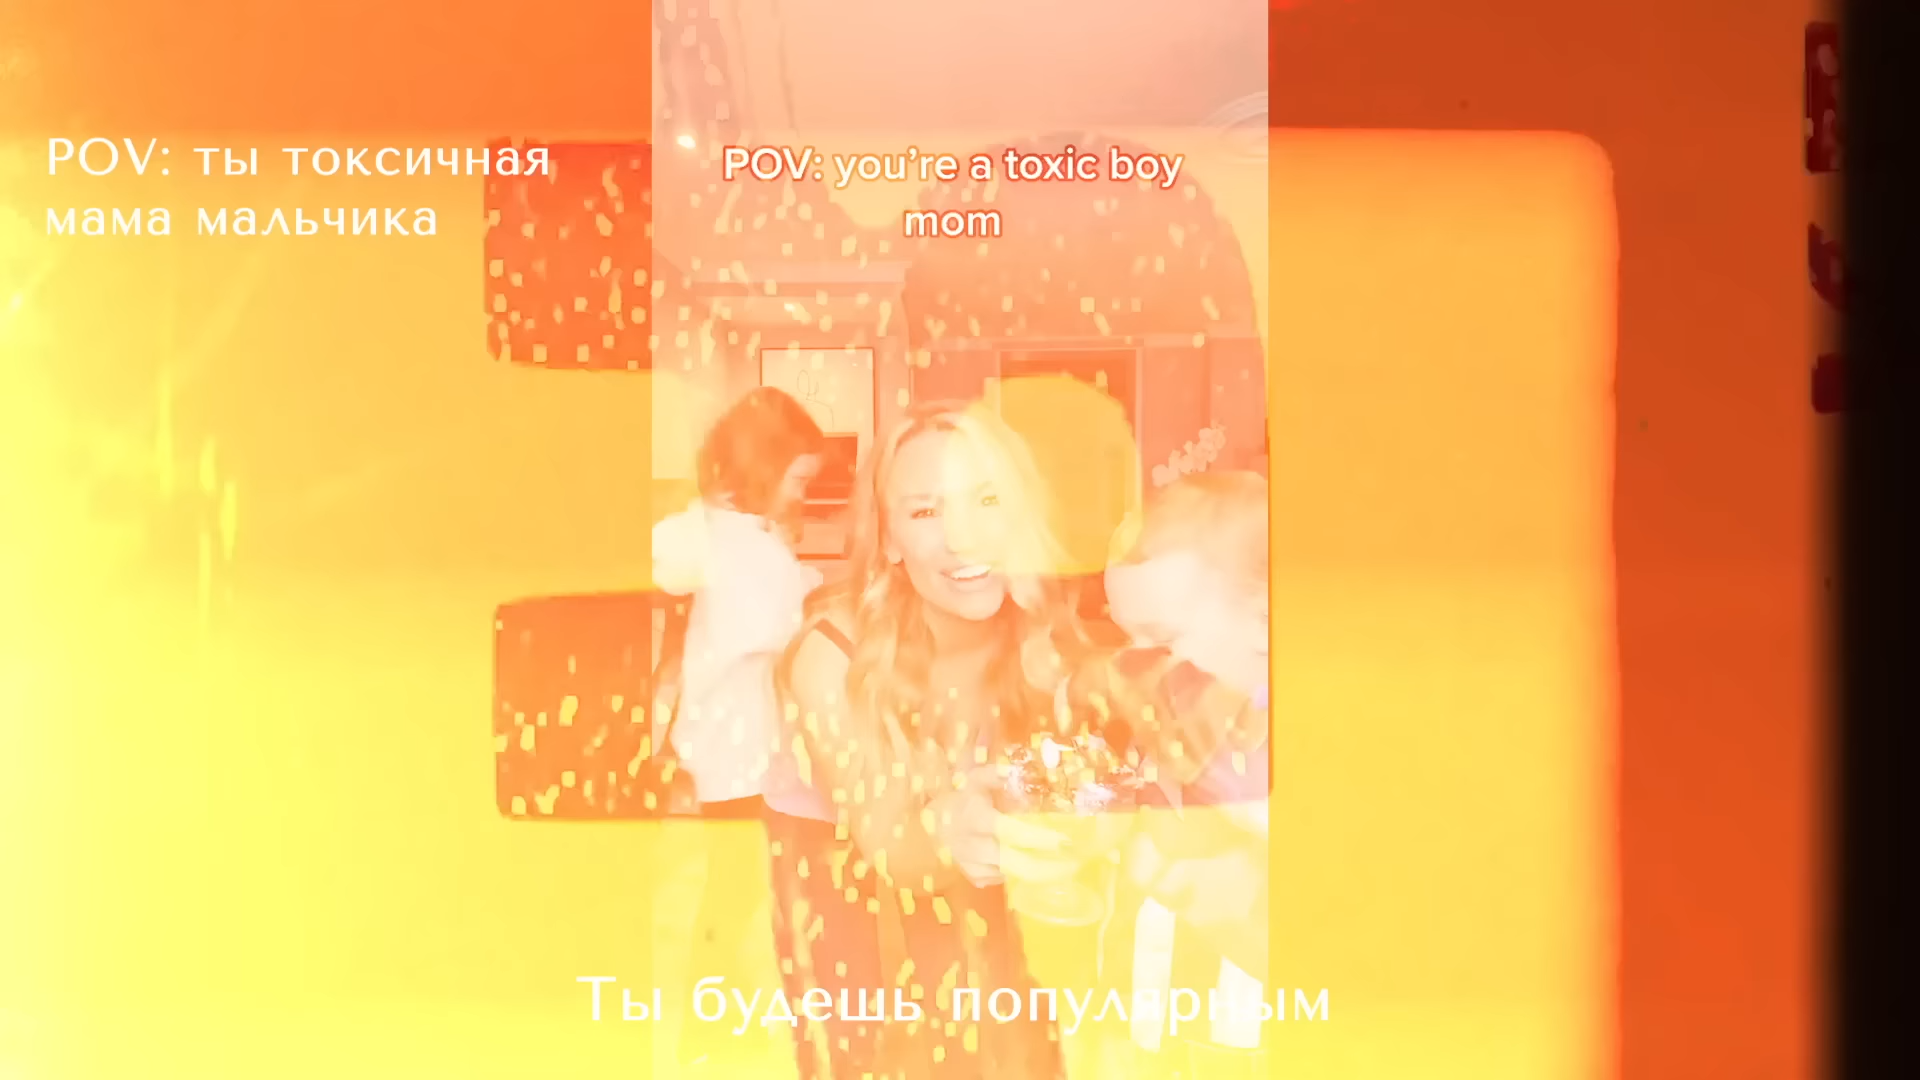 POV: ты токсичная
мама мальчика
POV: you're a toxic boy
mom
Ты будешь популярным